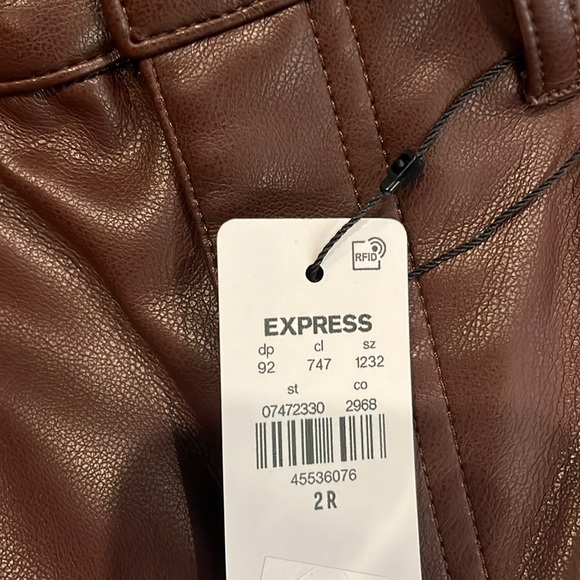 RFID
EXPRESS
dp cl sz
92 747 1232
st co
07472330 2968
45536076
2R